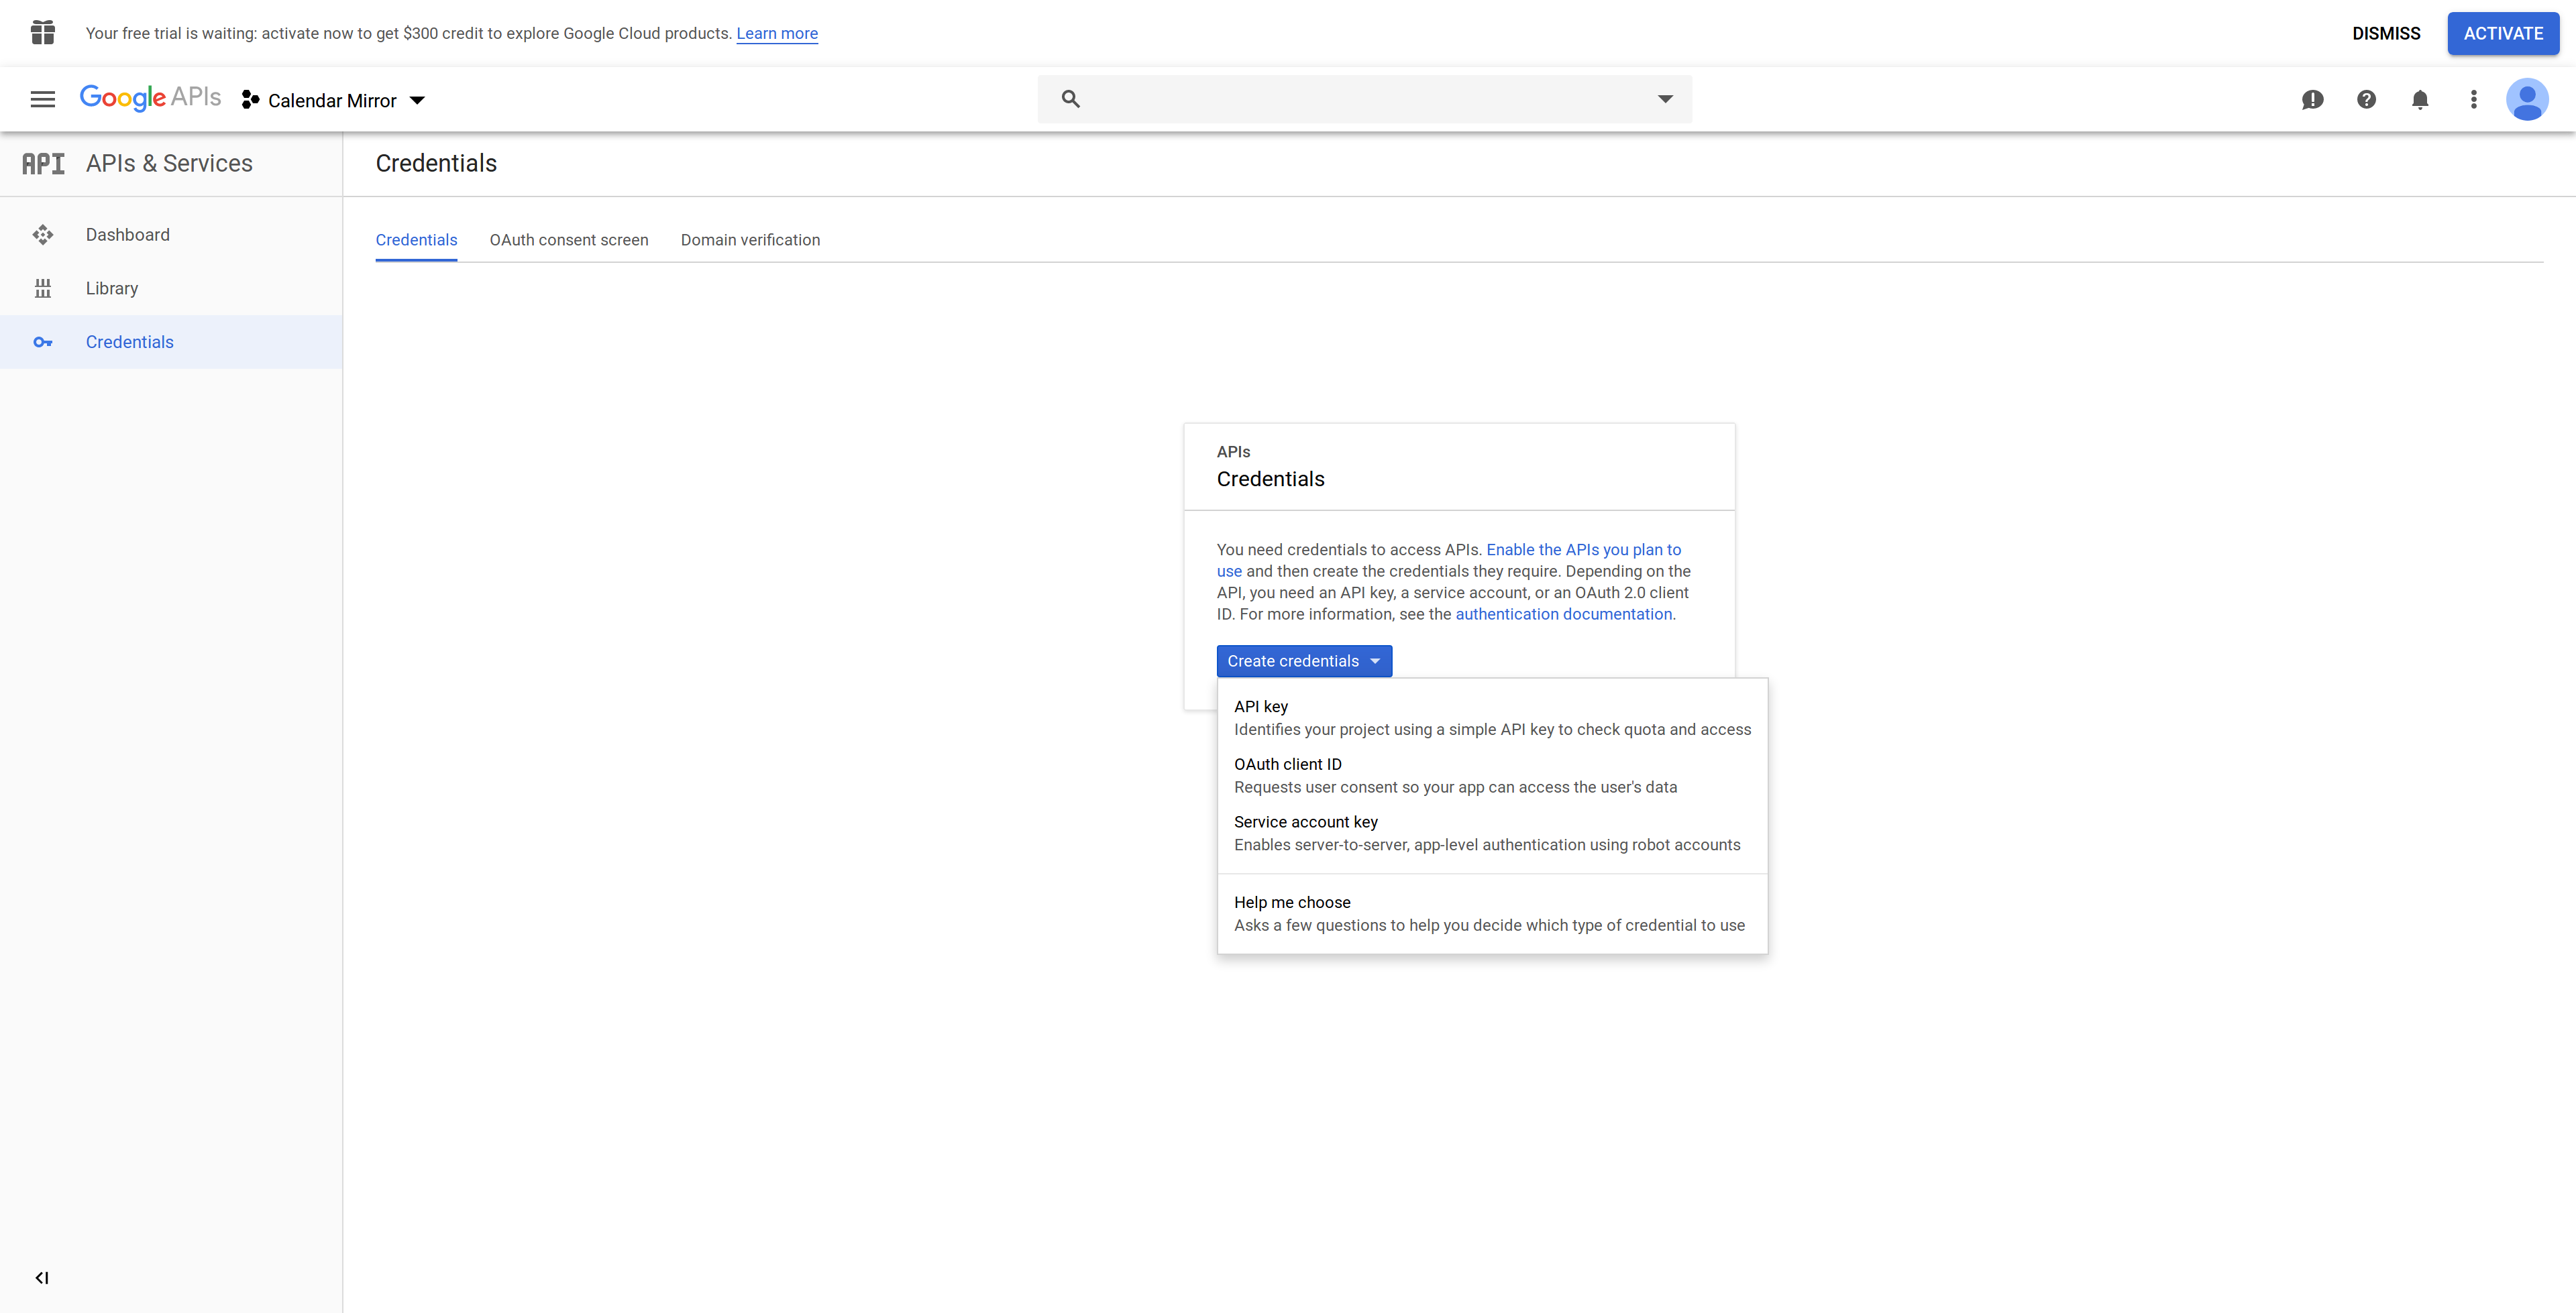 Your free trial is waiting: activate now to get $300 credit to explore Google Cloud products. Learn more
DISMISS
ACTIVATE
Google APIs
Calendar Mirror
API
APIs & Services
Credentials
Dashboard
Library
Credentials
Credentials
OAuth consent screen
Domain verification
APIs
Credentials
You need credentials to access APIs. Enable the APIs you plan to
use and then create the credentials they require. Depending on the
API, you need an API key, a service account, or an OAuth 2.0 client
ID. For more information, see the authentication documentation.
Create credentials
API key
Identifies your project using a simple API key to check quota and access
OAuth client ID
Requests user consent so your app can access the user's data
Service account key
Enables server-to-server, app-level authentication using robot accounts
Help me choose
Asks a few questions to help you decide which type of credential to use